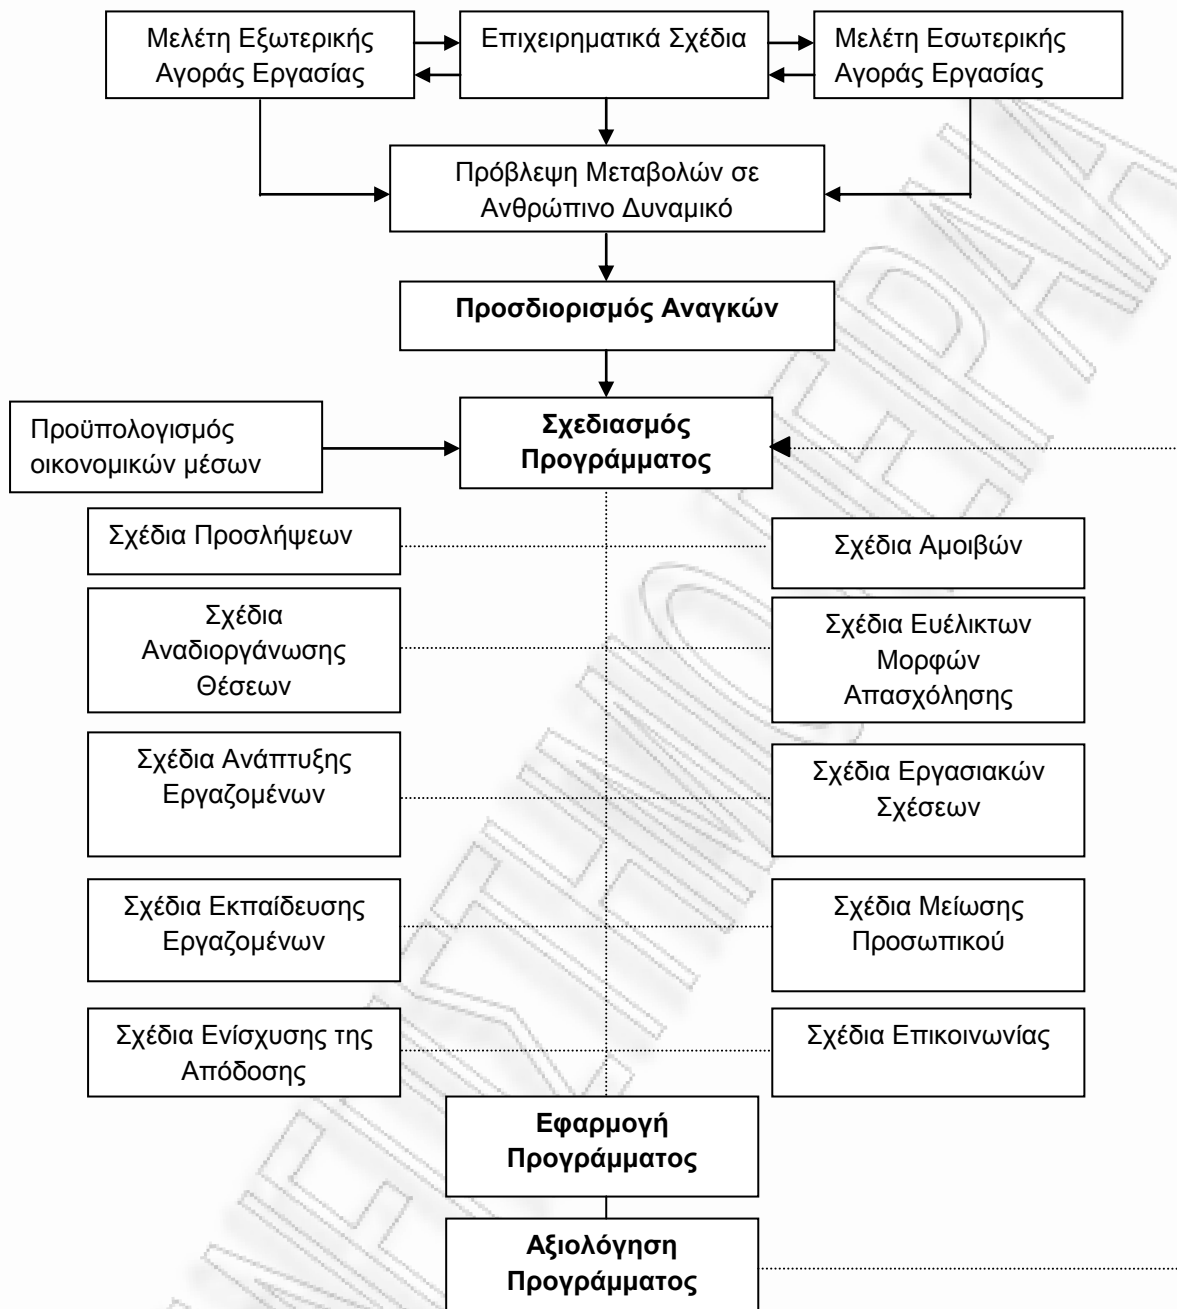 Μελέτη Εξωτερικής
Αγοράς Εργασίας
Επιχειρηματικά Σχέδια
Μελέτη Εσωτερικής
Αγοράς Εργασίας
Πρόβλεψη Μεταβολών σε
Ανθρώπινο Δυναμικό
Προσδιορισμός Αναγκών
Προϋπολογισμός
οικονομικών μέσων
Σχεδιασμός
Προγράμματος
Σχέδια Προσλήψεων
Σχέδια Αμοιβών
Σχέδια
Αναδιοργάνωσης
Θέσεων
Σχέδια Ευέλικτων
Μορφών
Απασχόλησης
Σχέδια Ανάπτυξης
Εργαζομένων
Σχέδια Εργασιακών
Σχέσεων
Σχέδια Εκπαίδευσης
Εργαζομένων
Σχέδια Μείωσης
Προσωπικού
Σχέδια Ενίσχυσης της
Απόδοσης
Σχέδια Επικοινωνίας
Εφαρμογή
Προγράμματος
Αξιολόγηση
Προγράμματος